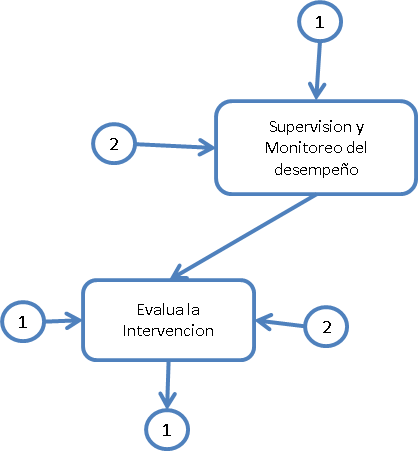 1
2
Supervision y
Monitoreo del
desempeño
1
Evalua la
Intervencion
2
1